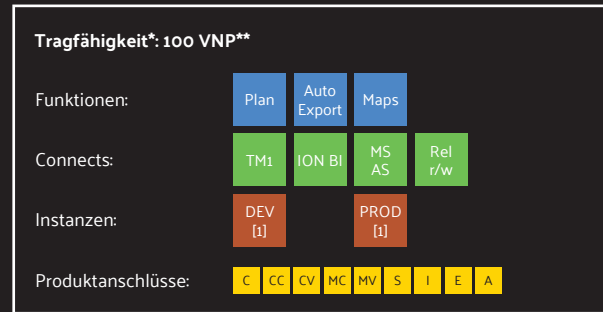 Tragfähigkeit*: 100 VNP**
Funktionen: Plan Auto Export Maps
Connects: TM1 ION BI MS AS Rel r/w
Instanzen: DEV [1] PROD [1]
Produktanschlüsse: C CC CV MC MV S I E A